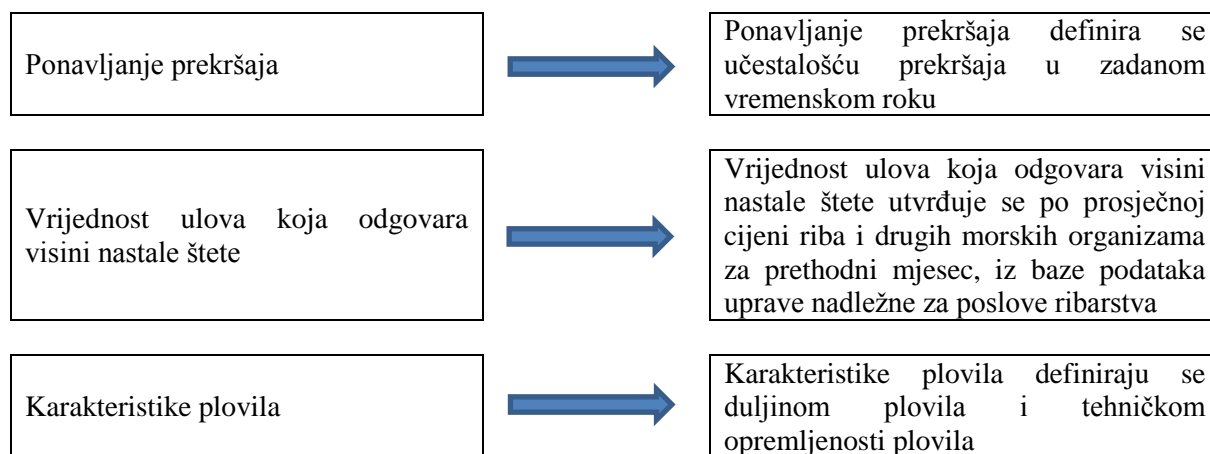 Ponavljanje prekršaja
Ponavljanje prekršaja definira se
učestalošću prekršaja u zadanom
vremenskom roku
Vrijednost ulova koja odgovara
visini nastale štete
Vrijednost ulova koja odgovara visini
nastale štete utvrđuje se po prosječnoj
cijeni riba i drugih morskih organizama
za prethodni mjesec, iz baze podataka
uprave nadležne za poslove ribarstva
Karakteristike plovila
Karakteristike plovila definiraju se
duljinom plovila i tehničkom
opremljenosti plovila